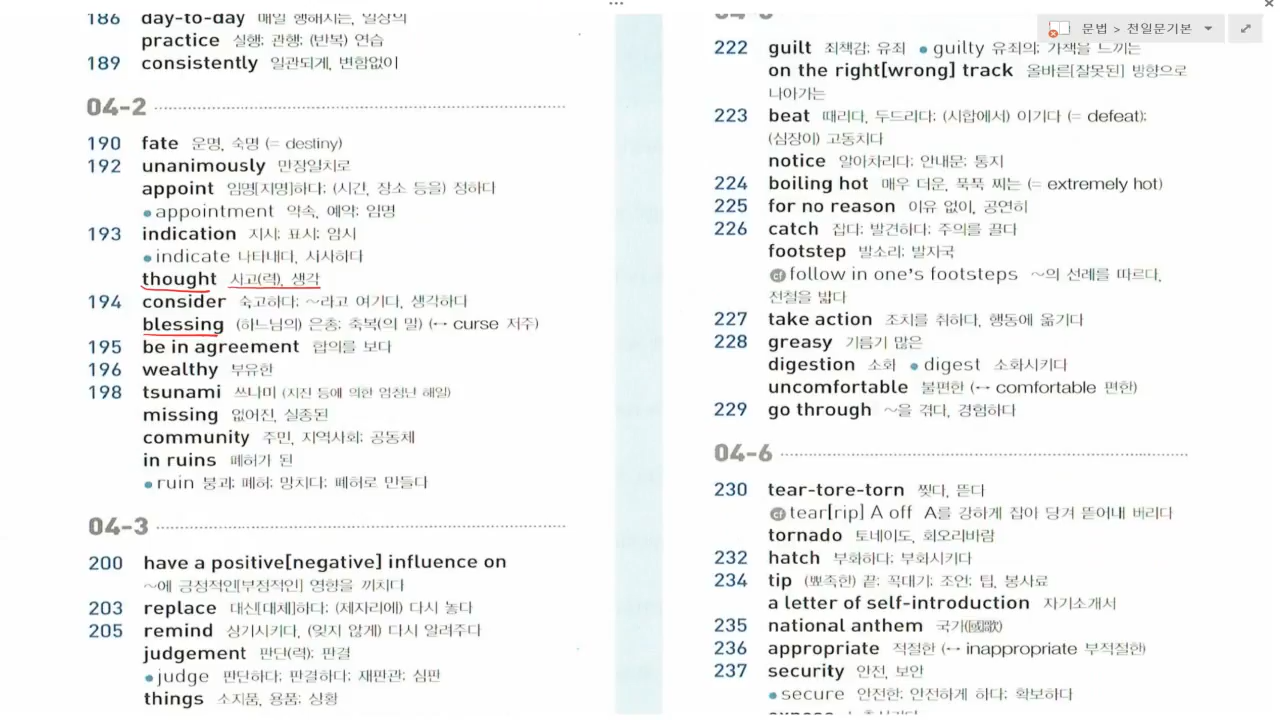 186 day-to-day 매일 행해지는, 일상의
practice 실행; 관행; (반복) 연습
189 consistently 일관되게, 변함없이
04-2
190 fate 운명, 숙명 (= destiny)
192 unanimously 만장일치로
appoint 임명[지명]하다; (시간, 장소 등을) 정하다
● appointment 약속, 예약; 임명
193 indication 지시; 표시; 암시
● indicate 나타내다, 시사하다
thought 사고(력), 생각
194 consider 숙고하다; ~라고 여기다, 생각하다
blessing (하느님의) 은총; 축복(의 말) (↔ curse 저주)
195 be in agreement 합의를 보다
196 wealthy 부유한
198 tsunami 쓰나미 (지진 등에 의한 엄청난 해일)
missing 없어진, 실종된
community 주민, 지역사회; 공동체
in ruins 폐허가 된
● ruin 붕괴; 폐허; 망치다; 폐허로 만들다
04-3
200 have a positive[negative] influence on
~에 긍정적인[부정적인] 영향을 끼치다
203 replace 대신[대체]하다; (제자리에) 다시 놓다
205 remind 상기시키다, (잊지 않게) 다시 알려주다
judgement 판단(력); 판결
● judge 판단하다; 판결하다; 재판관; 심판
things 소지품, 용품; 상황
문법 > 천일문기본
222 guilt 죄책감; 유죄 ● guilty 유죄의; 가책을 느끼는
on the right[wrong] track 올바른[잘못된] 방향으로
나아가는
223 beat 때리다, 두드리다; (시합에서) 이기다 (= defeat);
(심장이) 고동치다
notice 알아차리다; 안내문; 통지
224 boiling hot 매우 더운, 푹푹 찌는 (= extremely hot)
225 for no reason 이유 없이, 공연히
226 catch 잡다; 발견하다; 주의를 끌다
footstep 발소리; 발자국
cf follow in one's footsteps ~의 선례를 따르다,
전철을 밟다
227 take action 조치를 취하다, 행동에 옮기다
228 greasy 기름기 많은
digestion 소화 ● digest 소화시키다
uncomfortable 불편한 (↔ comfortable 편한)
229 go through ~을 겪다, 경험하다
04-6
230 tear-tore-torn 찢다, 뜯다
cf tear[rip] A off A를 강하게 잡아 당겨 뜯어내 버리다
tornado 토네이도, 회오리바람
232 hatch 부화하다; 부화시키다
234 tip (뾰족한) 끝; 꼭대기; 조언; 팁, 봉사료
a letter of self-introduction 자기소개서
235 national anthem 국가(國歌)
236 appropriate 적절한 (↔ inappropriate 부적절한)
237 security 안전, 보안
● secure 안전한; 안전하게 하다; 확보하다